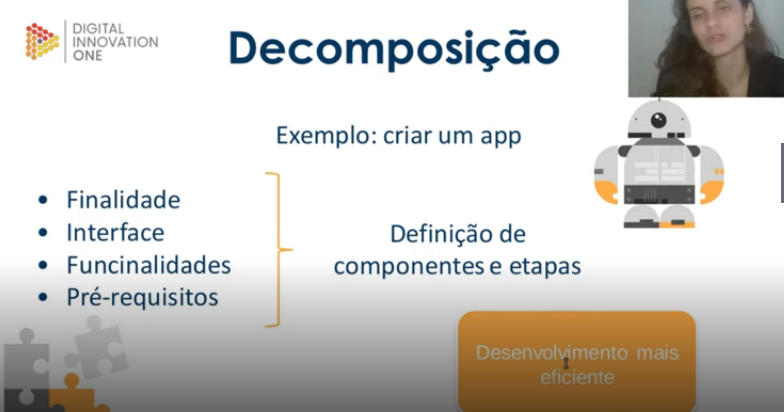 DIGITAL
INNOVATION
ONE
Decomposição
Exemplo: criar um app
Finalidade
Interface
Funcinalidades
Pré-requisitos
Definição de
componentes e etapas
Desenvolvimento mais
eficiente